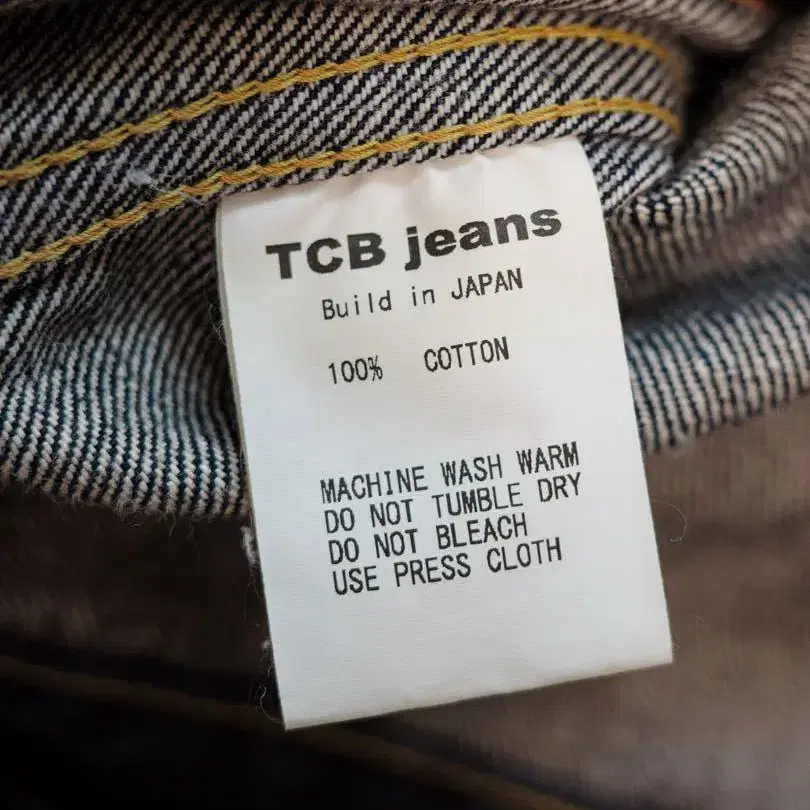 TCB jeans
Build in JAPAN
100% COTTON
MACHINE WASH WARM
DO NOT TUMBLE DRY
DO NOT BLEACH
USE PRESS CLOTH